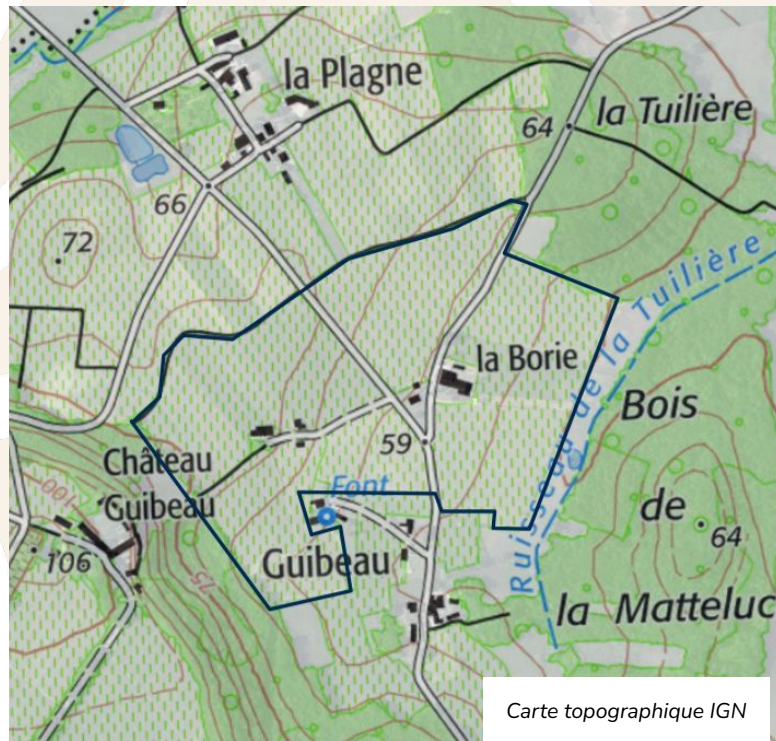 la Plagne
la Tuilière
64
66
72
Ruisseau de la Tuilière
la Borie
Bois
59
Château
Guibeau
100
Font
de
64
106
Guibeau
75
la Matteluc
Carte topographique IGN